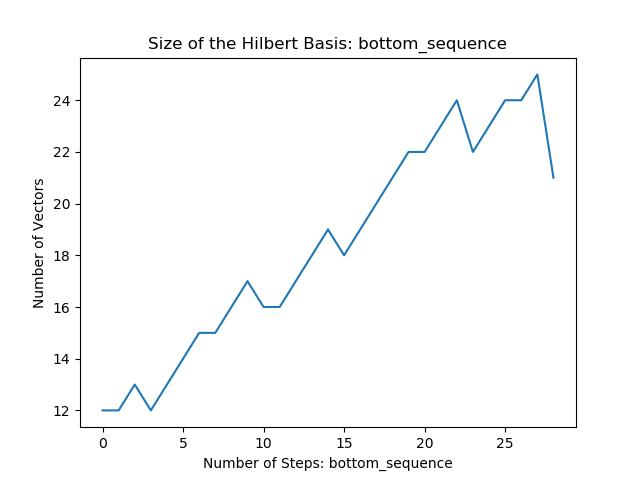 Size of the Hilbert Basis: bottom_sequence
Number of Vectors
24
22
20
18
16
14
12
0 5 10 15 20 25
Number of Steps: bottom_sequence